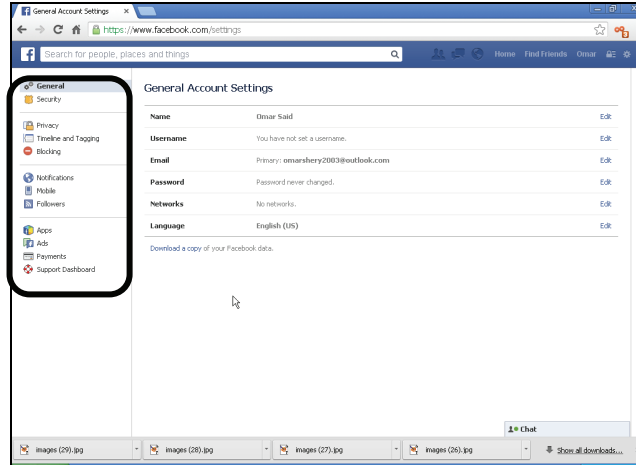 General Account Settings
https://www.facebook.com/settings
Search for people, places and things
Home Find Friends Omar
General
Security
Privacy
Timeline and Tagging
Blocking
Notifications
Mobile
Followers
Apps
Ads
Payments
Support Dashboard
General Account Settings
Name Omar Said Edit
Username You have not set a username. Edit
Email Primary: omarshery2003@outlook.com Edit
Password Password never changed. Edit
Networks No networks. Edit
Language English (US) Edit
Download a copy of your Facebook data.
Chat
images (29).jpg images (28).jpg images (27).jpg images (26).jpg Show all downloads...